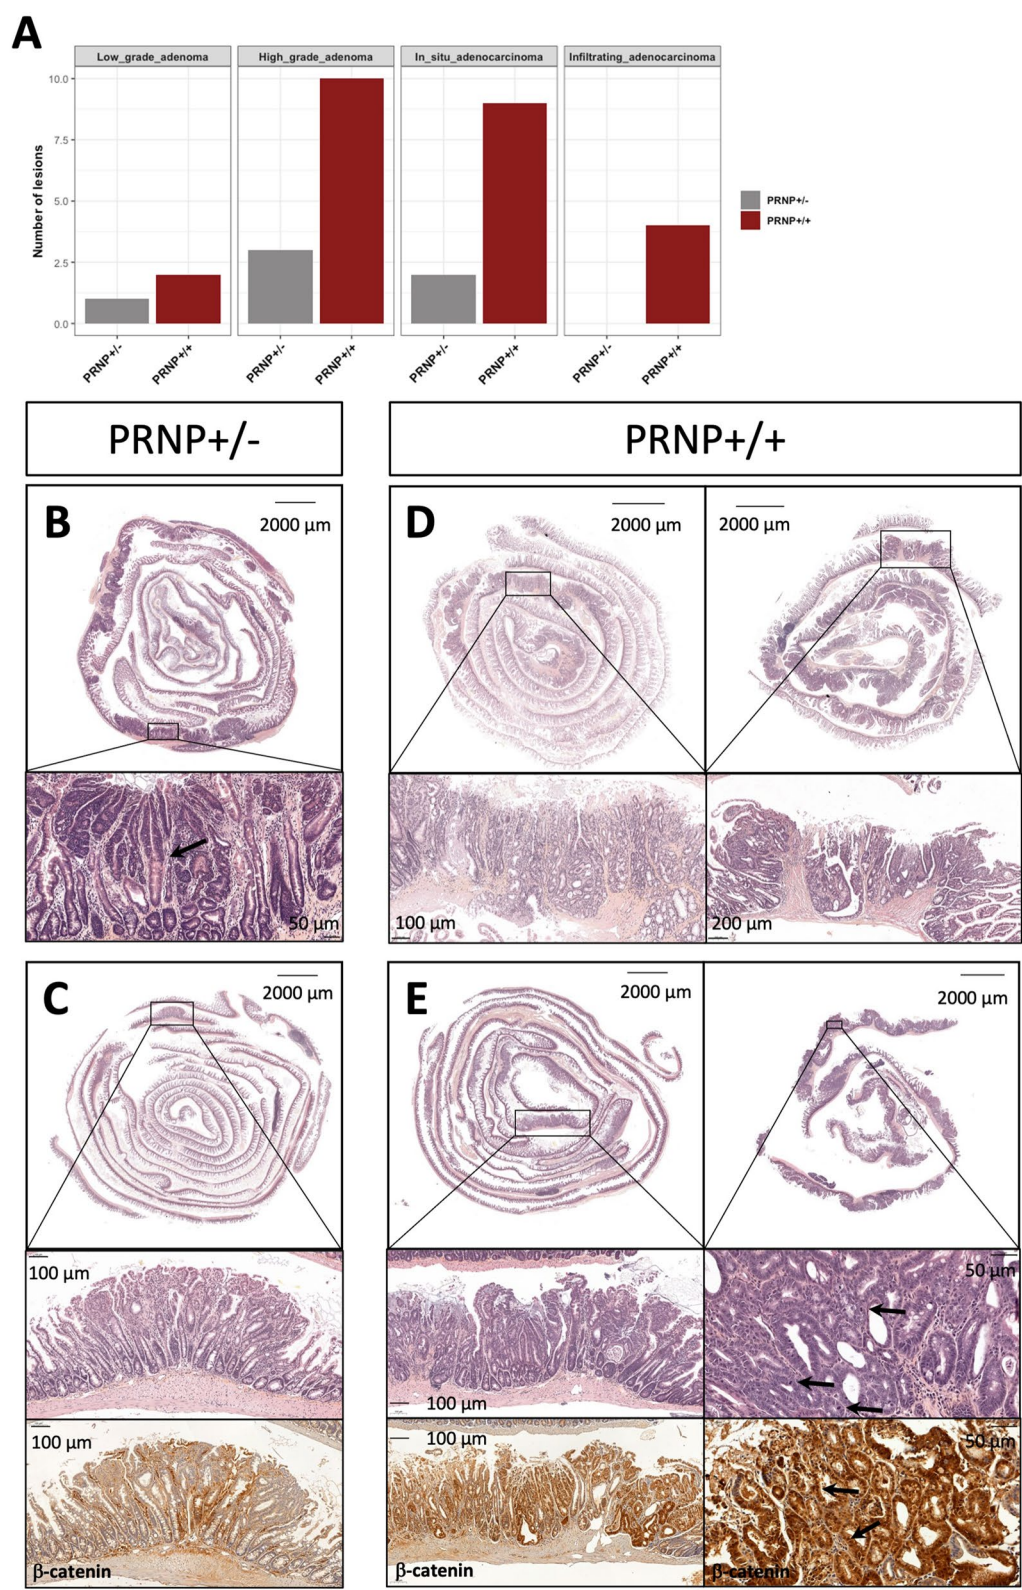 A
Low_grade_adenoma
High_grade_adenoma
In_situ_adenocarcinoma
Infiltrating_adenocarcinoma
Number of lesions
10.0
7.5
5.0
2.5
0.0
PRNP+/-
PRNP+/+
PRNP+/-
PRNP+/+
PRNP+/-
PRNP+/+
PRNP+/-
PRNP+/+
PRNP+/-
PRNP+/+
PRNP+/-
PRNP+/+
B
2000 µm
50 µm
D
2000 µm
2000 µm
100 µm
200 µm
C
2000 µm
100 µm
100 µm
β-catenin
E
2000 µm
2000 µm
100 µm
50 µm
100 µm
50 µm
β-catenin
β-catenin